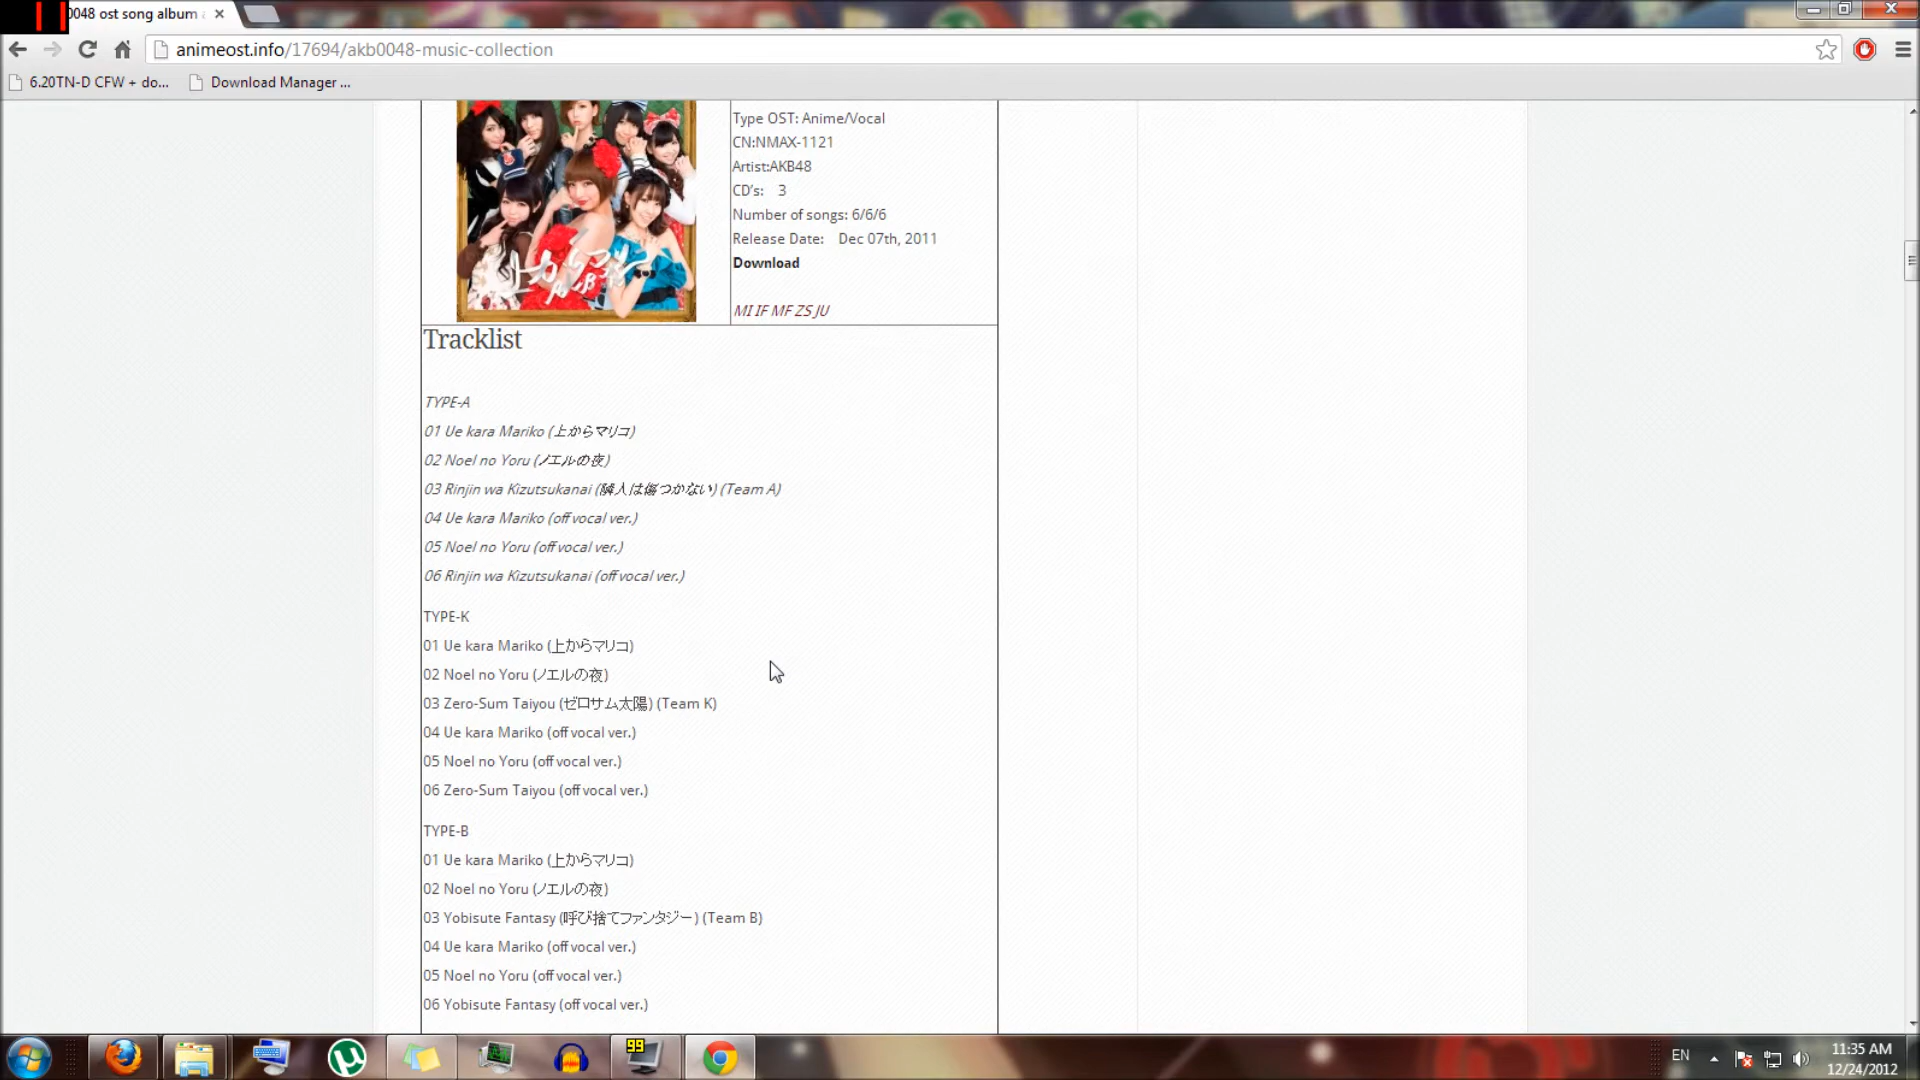 0048 ost song album a
animeost.info/17694/akb0048-music-collection
6.20TN-D CFW + do...
Download Manager ...
Type OST: Anime/Vocal
CN:NMAX-1121
Artist:AKB48
CD's: 3
Number of songs: 6/6/6
Release Date: Dec 07th, 2011
Download
MI IF MF ZS JU
上からマリコ
Tracklist
TYPE-A
01 Ue kara Mariko (上からマリコ)
02 Noel no Yoru (ノエルの夜)
03 Rinjin wa Kizutsukanai (隣人は傷つかない) (Team A)
04 Ue kara Mariko (off vocal ver.)
05 Noel no Yoru (off vocal ver.)
06 Rinjin wa Kizutsukanai (off vocal ver.)
TYPE-K
01 Ue kara Mariko (上からマリコ)
02 Noel no Yoru (ノエルの夜)
03 Zero-Sum Taiyou (ゼロサム太陽) (Team K)
04 Ue kara Mariko (off vocal ver.)
05 Noel no Yoru (off vocal ver.)
06 Zero-Sum Taiyou (off vocal ver.)
TYPE-B
01 Ue kara Mariko (上からマリコ)
02 Noel no Yoru (ノエルの夜)
03 Yobisute Fantasy (呼び捨てファンタジー) (Team B)
04 Ue kara Mariko (off vocal ver.)
05 Noel no Yoru (off vocal ver.)
06 Yobisute Fantasy (off vocal ver.)
99
EN
11:35 AM
12/24/2012